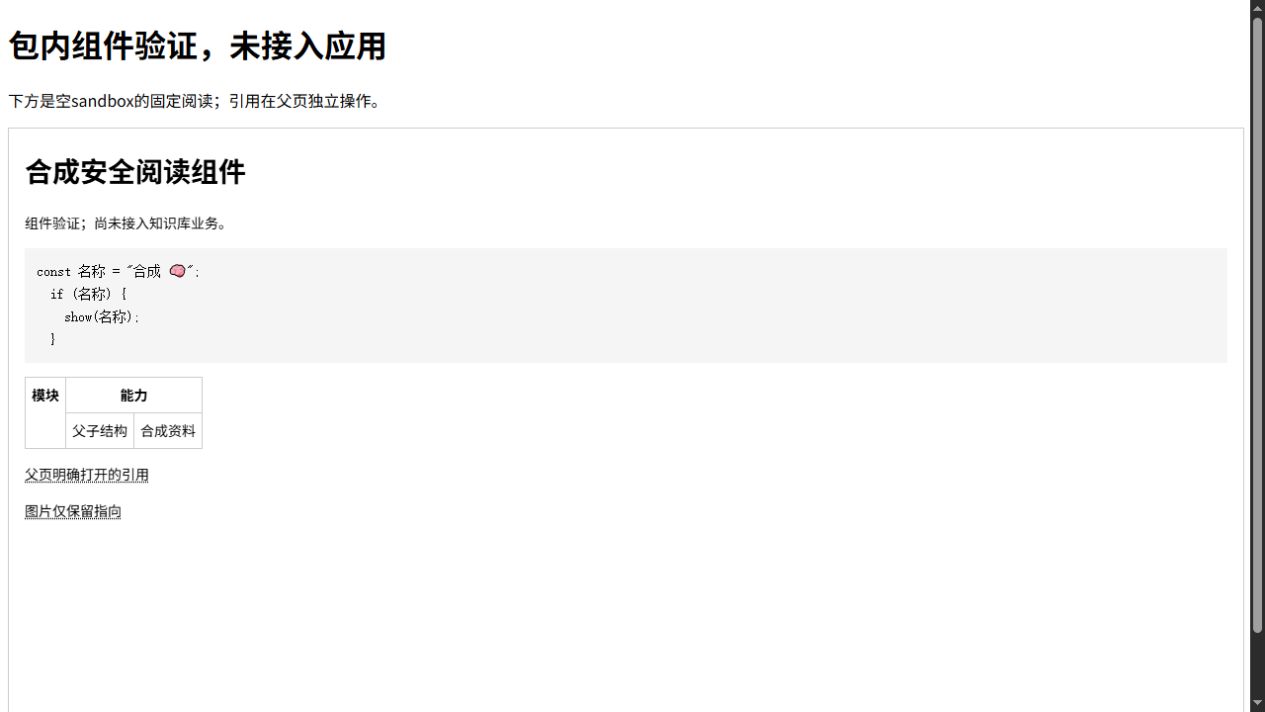 包内组件验证，未接入应用
下方是空sandbox的固定阅读；引用在父页独立操作。
合成安全阅读组件
组件验证；尚未接入知识库业务。
const 名称 = "合成 🧠";
  if (名称) {
    show(名称);
  }
模块 能力
父子结构 合成资料
父页明确打开的引用
图片仅保留指向